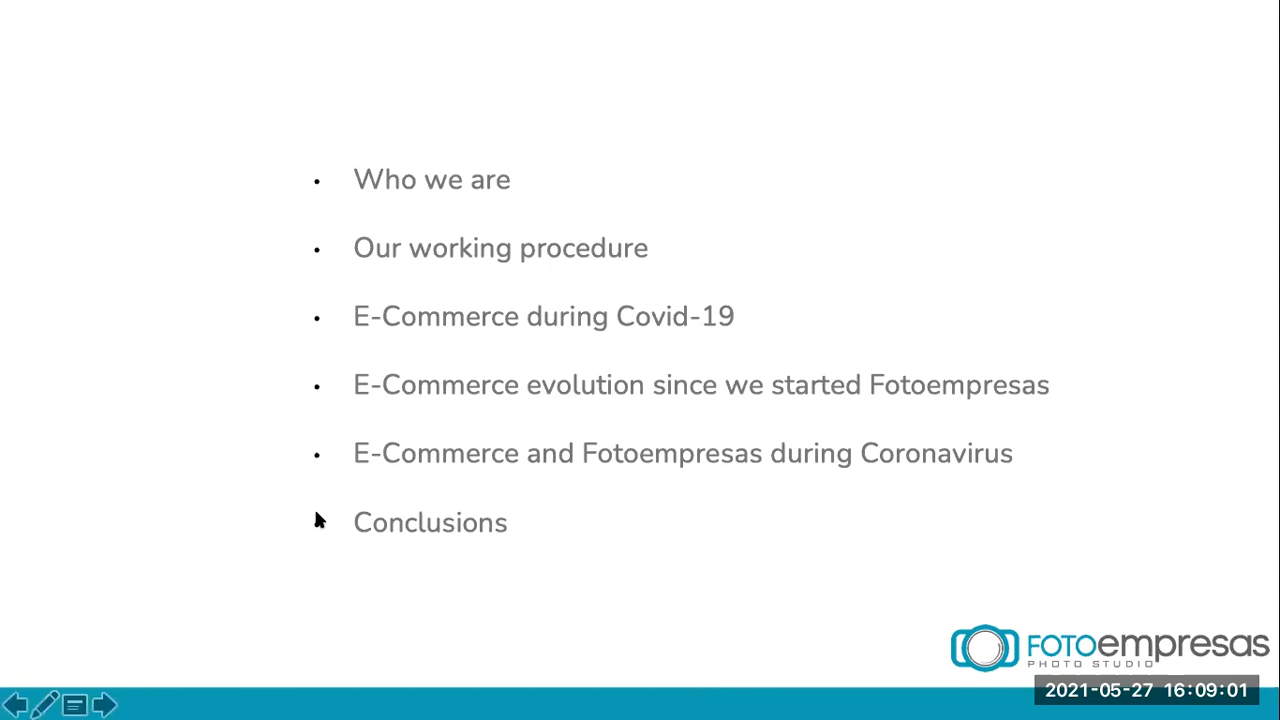 Who we are
Our working procedure
E-Commerce during Covid-19
E-Commerce evolution since we started Fotoempresas
E-Commerce and Fotoempresas during Coronavirus
Conclusions
FOTOempresas
PHOTO STUDIO
2021-05-27 16:09:01